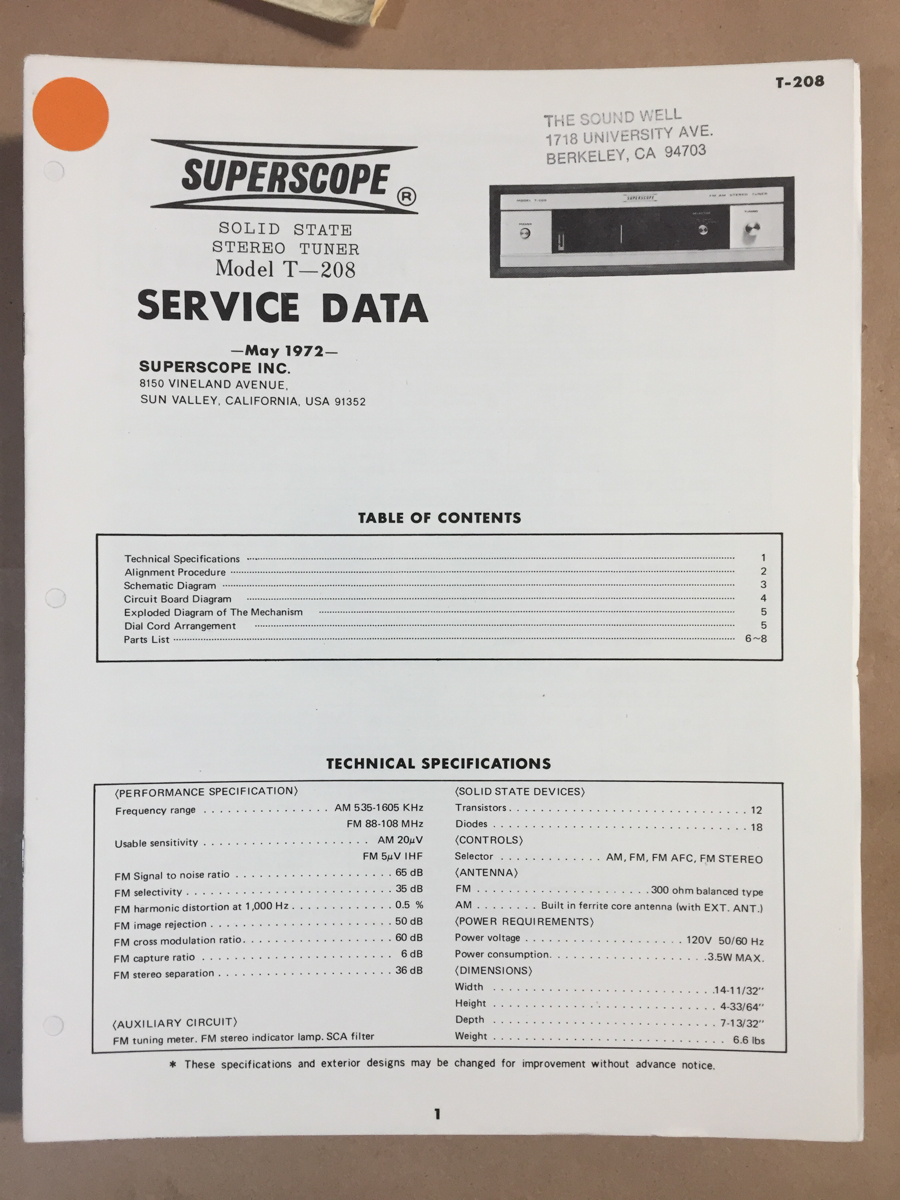 T-208
THE SOUND WELL
1718 UNIVERSITY AVE.
BERKELEY, CA 94703
SUPERSCOPE ®
SOLID STATE
STEREO TUNER
Model T—208
SERVICE DATA
—May 1972—
SUPERSCOPE INC.
8150 VINELAND AVENUE,
SUN VALLEY, CALIFORNIA, USA 91352
SUPERSCOPE
TABLE OF CONTENTS
Technical Specifications 1
Alignment Procedure 2
Schematic Diagram 3
Circuit Board Diagram 4
Exploded Diagram of The Mechanism 5
Dial Cord Arrangement 5
Parts List 6~8
TECHNICAL SPECIFICATIONS
⟨PERFORMANCE SPECIFICATION⟩
Frequency range . . . . . . . . . . . . . . . . AM 535-1605 KHz
FM 88-108 MHz
Usable sensitivity . . . . . . . . . . . . . . . . . . . . . AM 20μV
FM 5μV IHF
FM Signal to noise ratio . . . . . . . . . . . . . . . . . . . . 65 dB
FM selectivity . . . . . . . . . . . . . . . . . . . . . . . . . . 35 dB
FM harmonic distortion at 1,000 Hz . . . . . . . . . . . . . 0.5 %
FM image rejection . . . . . . . . . . . . . . . . . . . . . . . 50 dB
FM cross modulation ratio. . . . . . . . . . . . . . . . . . . 60 dB
FM capture ratio . . . . . . . . . . . . . . . . . . . . . . . . 6 dB
FM stereo separation . . . . . . . . . . . . . . . . . . . . . . 36 dB
⟨AUXILIARY CIRCUIT⟩
FM tuning meter. FM stereo indicator lamp. SCA filter
⟨SOLID STATE DEVICES⟩
Transistors . . . . . . . . . . . . . . . . . . . . . . . . . . . . . . 12
Diodes . . . . . . . . . . . . . . . . . . . . . . . . . . . . . . . . 18
⟨CONTROLS⟩
Selector . . . . . . . . . . . . AM, FM, FM AFC, FM STEREO
⟨ANTENNA⟩
FM . . . . . . . . . . . . . . . . . . . . . . 300 ohm balanced type
AM . . . . . . . . Built in ferrite core antenna (with EXT. ANT.)
⟨POWER REQUIREMENTS⟩
Power voltage . . . . . . . . . . . . . . . . . . . . 120V 50/60 Hz
Power consumption. . . . . . . . . . . . . . . . . . . .3.5W MAX.
⟨DIMENSIONS⟩
Width . . . . . . . . . . . . . . . . . . . . . . . . . . . .14-11/32"
Height . . . . . . . . . . . . . . . . . . . . . . . . . . . . 4-33/64"
Depth . . . . . . . . . . . . . . . . . . . . . . . . . . . . 7-13/32"
Weight . . . . . . . . . . . . . . . . . . . . . . . . . . . . 6.6 lbs
* These specifications and exterior designs may be changed for improvement without advance notice.
1